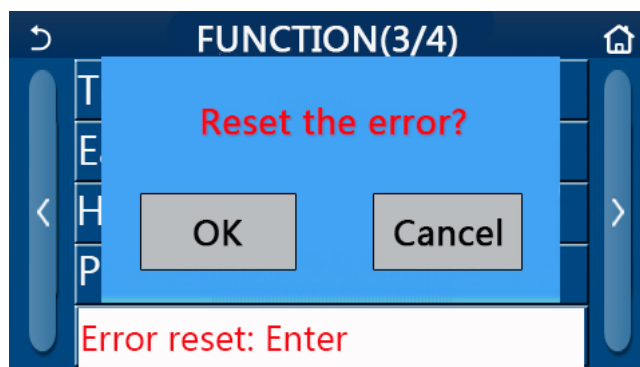 FUNCTION(3/4)
Reset the error?
OK
Cancel
Error reset: Enter